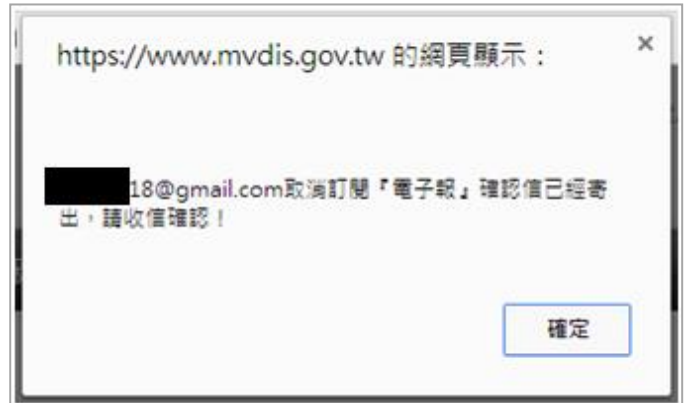 https://www.mvdis.gov.tw 的網頁顯示：
×
18@gmail.com取消訂閱『電子報』確認信已經寄
出，請收信確認！
確定